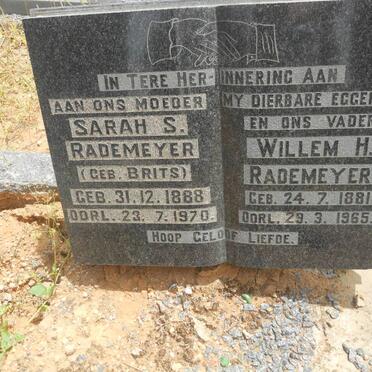 IN TERE HERINNERING AAN
AAN ONS MOEDER
SARAH S.
RADEMEYER
(GEB. BRITS)
GEB. 31.12.1888
OORL. 23.7.1970.
MY DIERBARE EGGEN
EN ONS VADER
WILLEM H.
RADEMEYER
GEB. 24.7.1881
OORL. 29.3.1965
HOOP GELOOF LIEFDE.